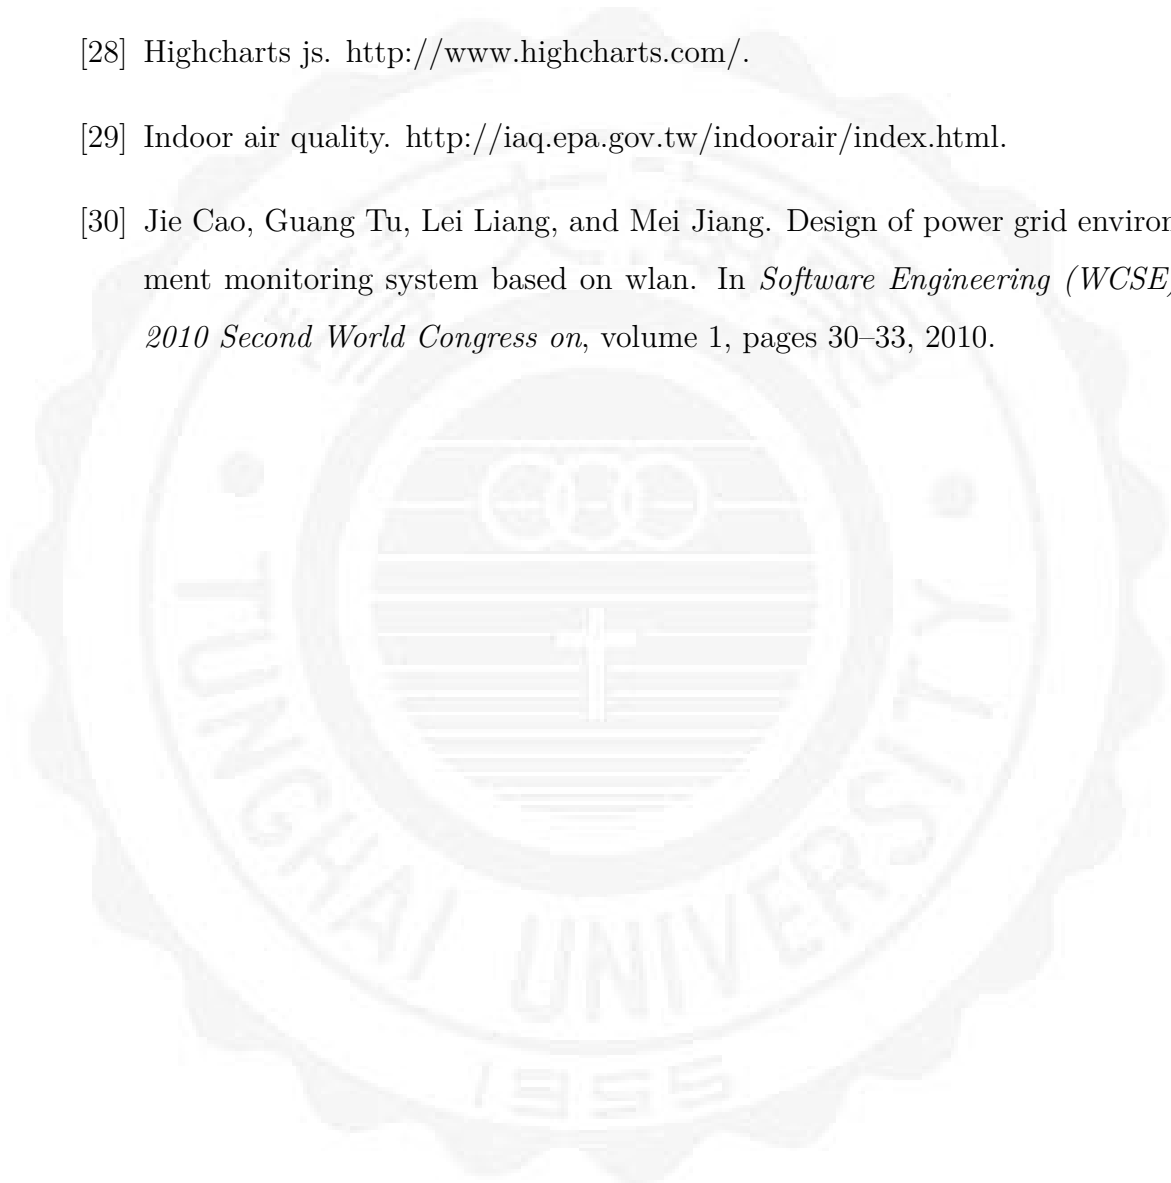 [28] Highcharts js. http://www.highcharts.com/.
[29] Indoor air quality. http://iaq.epa.gov.tw/indoorair/index.html.
[30] Jie Cao, Guang Tu, Lei Liang, and Mei Jiang. Design of power grid environ
ment monitoring system based on wlan. In Software Engineering (WCSE)
2010 Second World Congress on, volume 1, pages 30–33, 2010.
TUNGHAI UNIVERSITY
1955